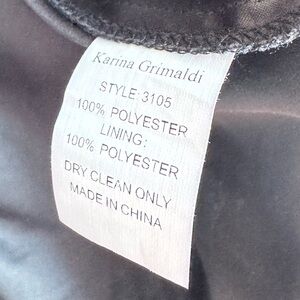 Karina Grimaldi
STYLE:3105
100% POLYESTER
LINING:
100% POLYESTER
DRY CLEAN ONLY
MADE IN CHINA